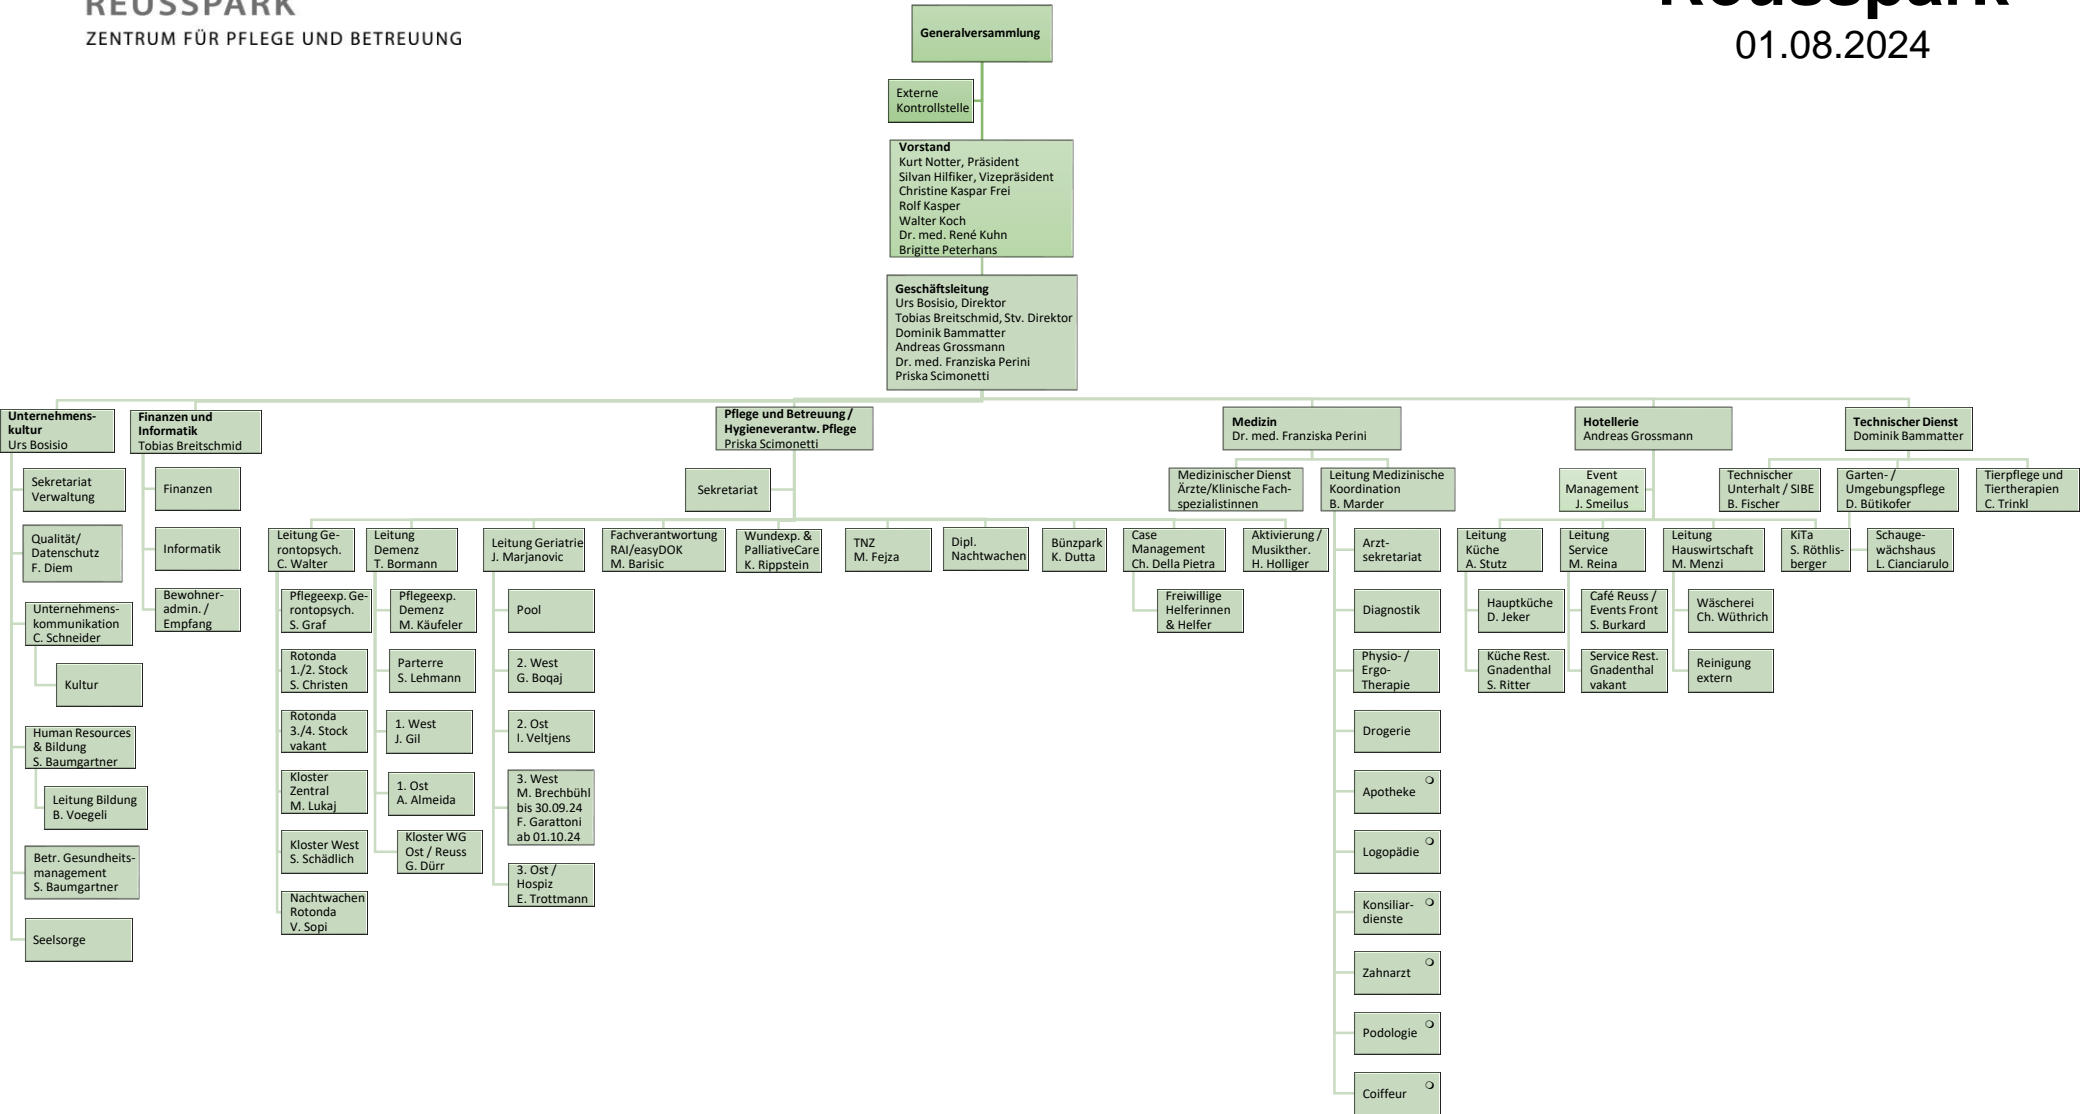 REUSSPARK
ZENTRUM FÜR PFLEGE UND BETREUUNG
Reusspark
01.08.2024
Generalversammlung
Externe
Kontrollstelle
Vorstand
Kurt Notter, Präsident
Silvan Hilfiker, Vizepräsident
Christine Kaspar Frei
Rolf Kasper
Walter Koch
Dr. med. René Kuhn
Brigitte Peterhans
Geschäftsleitung
Urs Bosisio, Direktor
Tobias Breitschmid, Stv. Direktor
Dominik Bammatter
Andreas Grossmann
Dr. med. Franziska Perini
Priska Scimonetti
Unternehmens-
kultur
Urs Bosisio
Sekretariat
Verwaltung
Qualität/
Datenschutz
F. Diem
Unternehmens-
kommunikation
C. Schneider
Kultur
Human Resources
& Bildung
S. Baumgartner
Leitung Bildung
B. Voegeli
Betr. Gesundheits-
management
S. Baumgartner
Seelsorge
Finanzen und
Informatik
Tobias Breitschmid
Finanzen
Informatik
Bewohner-
admin. /
Empfang
Pflege und Betreuung /
Hygieneverantw. Pflege
Priska Scimonetti
Sekretariat
Leitung Ge-
rontopsych.
C. Walter
Pflegeexp. Ge-
rontopsych.
S. Graf
Rotonda
1./2. Stock
S. Christen
Rotonda
3./4. Stock
vakant
Kloster
Zentral
M. Lukaj
Kloster West
S. Schädlich
Nachtwachen
Rotonda
V. Sopi
Leitung
Demenz
T. Bormann
Pflegeexp.
Demenz
M. Käufeler
Parterre
S. Lehmann
1. West
J. Gil
1. Ost
A. Almeida
Kloster WG
Ost / Reuss
G. Dürr
Leitung Geriatrie
J. Marjanovic
Pool
2. West
G. Boqaj
2. Ost
I. Veltjens
3. West
M. Brechbühl
bis 30.09.24
F. Garattoni
ab 01.10.24
3. Ost /
Hospiz
E. Trottmann
Fachverantwortung
RAI/easyDOK
M. Barisic
Wundexp. &
PalliativeCare
K. Rippstein
TNZ
M. Fejza
Dipl.
Nachtwachen
Bünzpark
K. Dutta
Case
Management
Ch. Della Pietra
Freiwillige
Helferinnen
& Helfer
Aktivierung /
Musikther.
H. Holliger
Medizin
Dr. med. Franziska Perini
Medizinischer Dienst
Ärzte/Klinische Fach-
spezialistinnen
Leitung Medizinische
Koordination
B. Marder
Arzt-
sekretariat
Diagnostik
Physio- /
Ergo-
Therapie
Drogerie
Apotheke
Logopädie
Konsiliar-
dienste
Zahnarzt
Podologie
Coiffeur
Hotellerie
Andreas Grossmann
Event
Management
J. Smeilus
Leitung
Küche
A. Stutz
Hauptküche
D. Jeker
Küche Rest.
Gnadenthal
S. Ritter
Leitung
Service
M. Reina
Café Reuss /
Events Front
S. Burkard
Service Rest.
Gnadenthal
vakant
Leitung
Hauswirtschaft
M. Menzi
Wäscherei
Ch. Wüthrich
Reinigung
extern
KiTa
S. Röthlis-
berger
Technischer Dienst
Dominik Bammatter
Technischer
Unterhalt / SIBE
B. Fischer
Garten- /
Umgebungspflege
D. Bütikofer
Schauge-
wächshaus
L. Cianciarulo
Tierpflege und
Tiertherapien
C. Trinkl